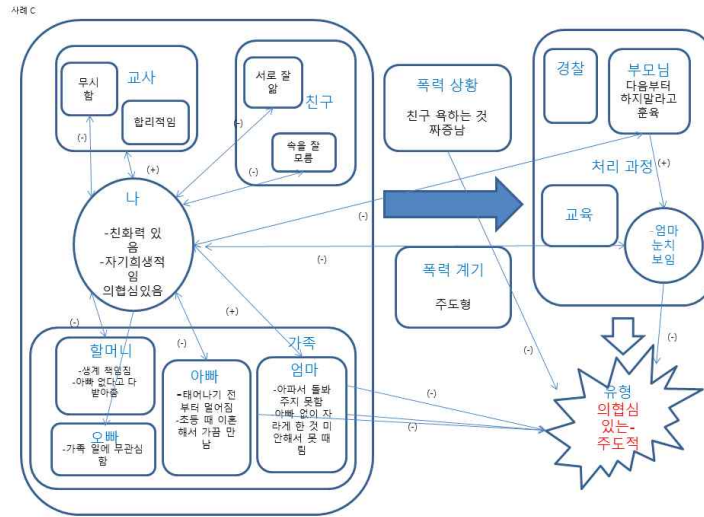 사례 C
교사
무시
함
합리적임
(-)
(+)
친구
서로 잘
앎
속을 잘
모름
(-)
(-)
나
-친화력 있
음
-자기희생적
임
의협심있음
(-)
(-)
(+)
가족
할머니
-생계 책임짐
-아빠 없다고 다
받아줌
오빠
-가족 일에 무관심
함
아빠
-태어나기 전
부터 멀어짐
-초등 때 이혼
해서 가끔 만
남
엄마
-아파서 돌봐
주지 못함
아빠 없이 자
라게 한 것 미
안해서 못 때
림
폭력 상황
친구 욕하는 것
짜증남
(-)
(-)
폭력 계기
주도형
(-)
(-)
(-)
경찰
부모님
다음부터
하지말라고
훈육
처리 과정
(+)
교육
-엄마
눈치
보임
(-)
유형
의협심
있는-
주도적